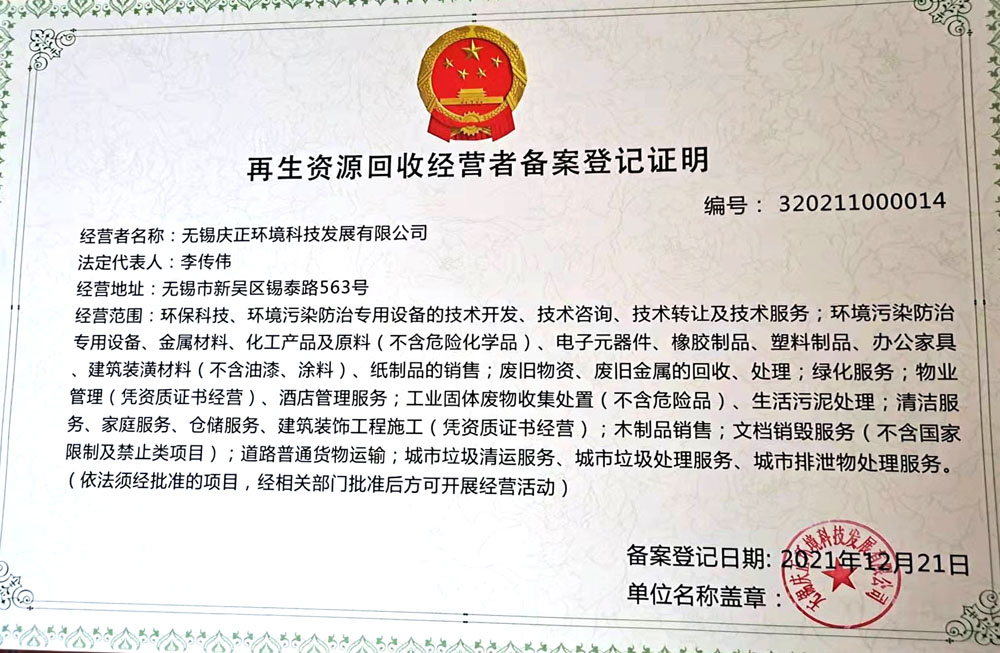 再生资源回收经营者备案登记证明
编号： 320211000014
经营者名称：无锡庆正环境科技发展有限公司
法定代表人：李传伟
经营地址：无锡市新吴区锡泰路563号
经营范围：环保科技、环境污染防治专用设备的技术开发、技术咨询、技术转让及技术服务；环境污染防治
专用设备、金属材料、化工产品及原料（不含危险化学品）、电子元器件、橡胶制品、塑料制品、办公家具
、建筑装潢材料（不含油漆、涂料）、纸制品的销售；废旧物资、废旧金属的回收、处理；绿化服务；物业
管理（凭资质证书经营）、酒店管理服务；工业固体废物收集处置（不含危险品）、生活污泥处理；清洁服
务、家庭服务、仓储服务、建筑装饰工程施工（凭资质证书经营）；木制品销售；文档销毁服务（不含国家
限制及禁止类项目）；道路普通货物运输；城市垃圾清运服务、城市垃圾处理服务、城市排泄物处理服务。
（依法须经批准的项目，经相关部门批准后方可开展经营活动）
备案登记日期: 2021年12月21日
单位名称盖章：
无锡庆正环境科技发展有限公司